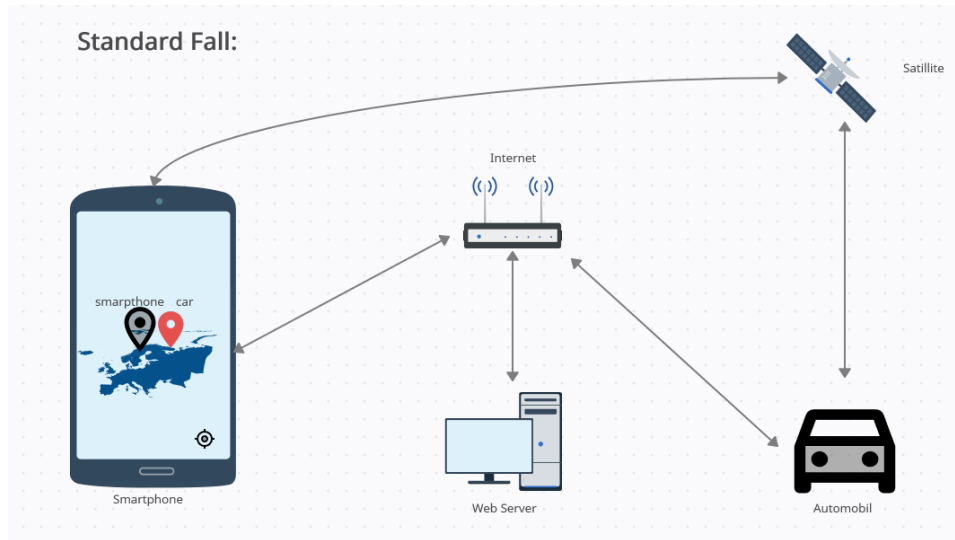 Standard Fall:
Satillite
Internet
smarpthone car
Smartphone
Web Server
Automobil